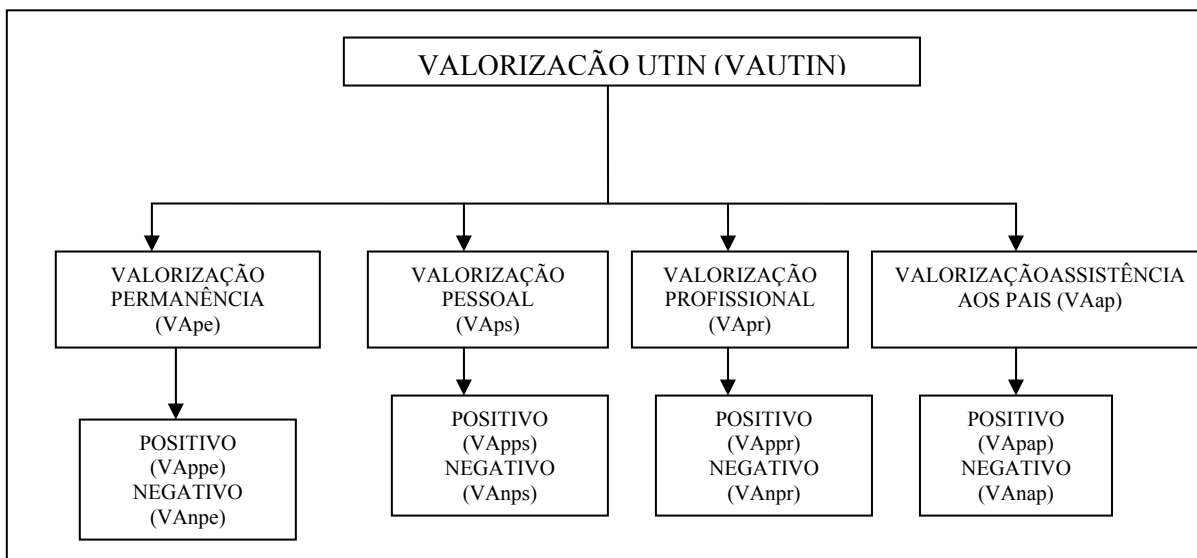 VALORIZACÃO UTIN (VAUTIN)
VALORIZAÇÃO
PERMANÊNCIA
(VApe)
VALORIZAÇÃO
PESSOAL
(VAps)
VALORIZAÇÃO
PROFISSIONAL
(VApr)
VALORIZAÇÃOASSISTÊNCIA
AOS PAIS (VAap)
POSITIVO
(VAppe)
NEGATIVO
(VAnpe)
POSITIVO
(VApps)
NEGATIVO
(VAnps)
POSITIVO
(VAppr)
NEGATIVO
(VAnpr)
POSITIVO
(VApap)
NEGATIVO
(VAnap)